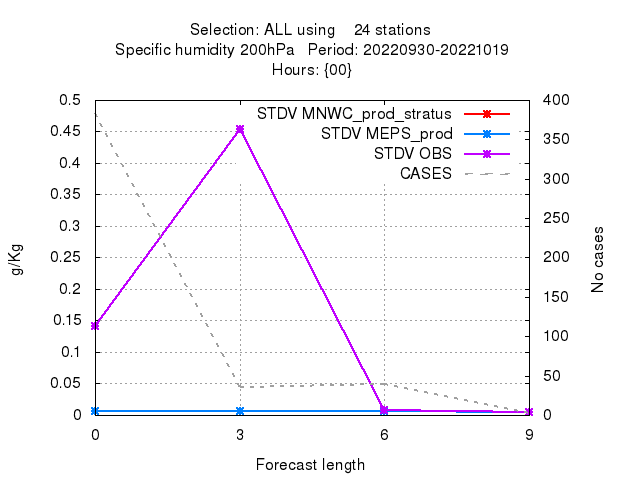 Selection: ALL using 24 stations
Specific humidity 200hPa Period: 20220930-20221019
Hours: {00}
STDV MNWC_prod_stratus
STDV MEPS_prod
STDV OBS
CASES
0.5
0.45
0.4
0.35
0.3
0.25
0.2
0.15
0.1
0.05
0
g/Kg
400
350
300
250
200
150
100
50
0
No cases
0 3 6 9
Forecast length